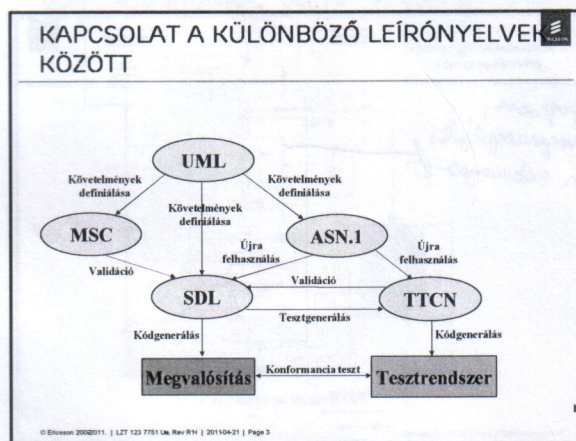 KAPCSOLAT A KÜLÖNBÖZŐ LEÍRÓNYELVEK
KÖZÖTT
UML
Követelmények
definiálása
Követelmények
definiálása
Követelmények
definiálása
MSC
ASN.1
Validáció
Újra
felhasználás
Újra
felhasználás
SDL
Validáció
TTCN
Tesztgenerálás
Kódgenerálás
Kódgenerálás
Megvalósítás
Konformancia teszt
Tesztrendszer
© Ericsson 2011. | LZT 123 7751 Rev R1H | 2011-04-21 | Page 3